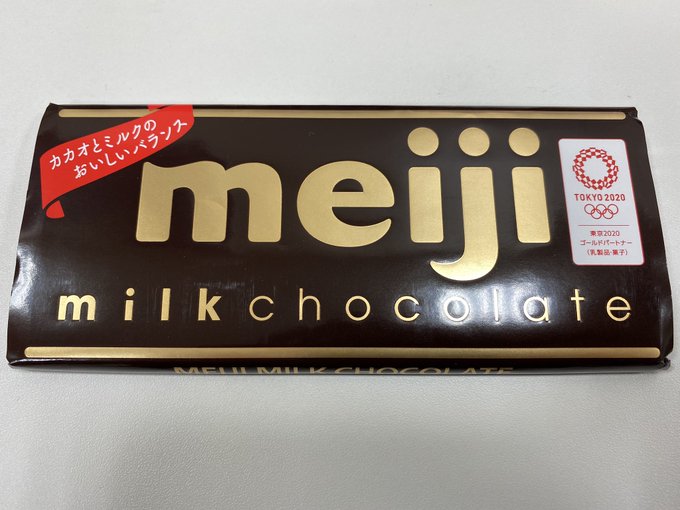 カカオとミルクの
おいしいバランス
meiji
milk chocolate
TOKYO 2020
東京2020
ゴールドパートナー
(乳製品・菓子)
MEIJI MILK CHOCOLATE